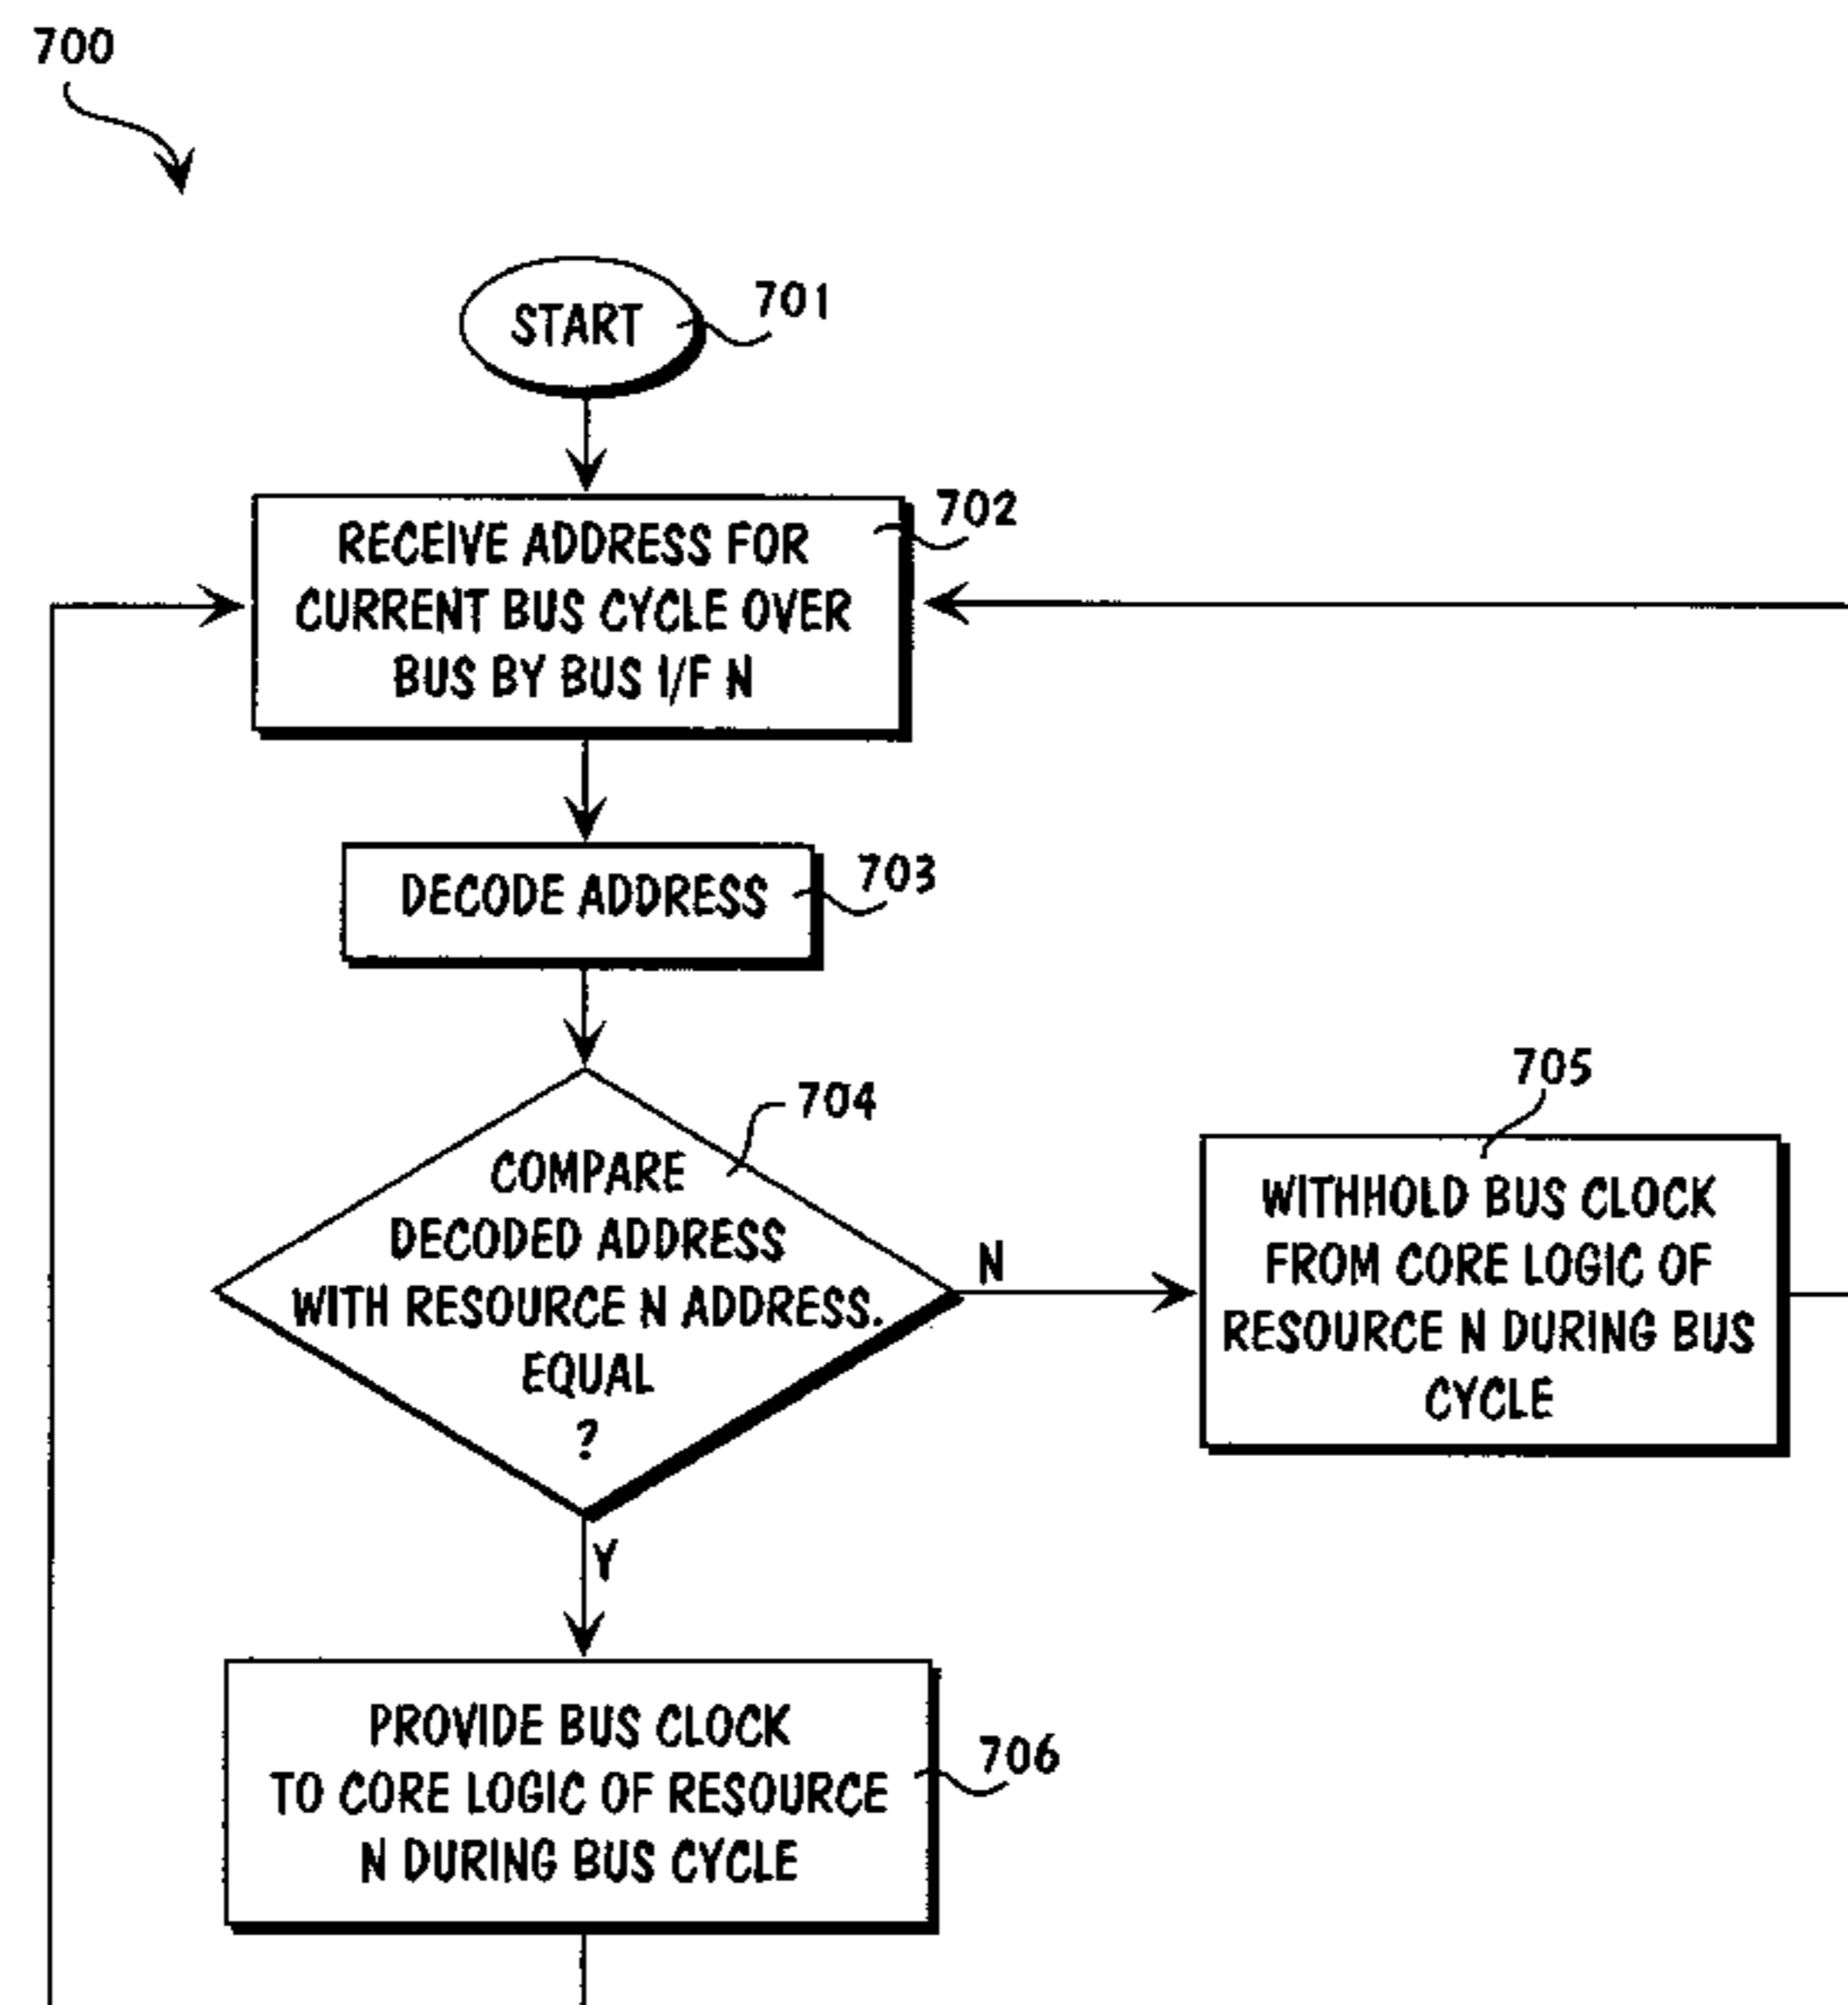 700
START
701
RECEIVE ADDRESS FOR
CURRENT BUS CYCLE OVER
BUS BY BUS I/F N
702
DECODE ADDRESS
703
COMPARE
DECODED ADDRESS
WITH RESOURCE N ADDRESS.
EQUAL
?
704
N
705
WITHHOLD BUS CLOCK
FROM CORE LOGIC OF
RESOURCE N DURING BUS
CYCLE
Y
PROVIDE BUS CLOCK
TO CORE LOGIC OF RESOURCE
N DURING BUS CYCLE
706